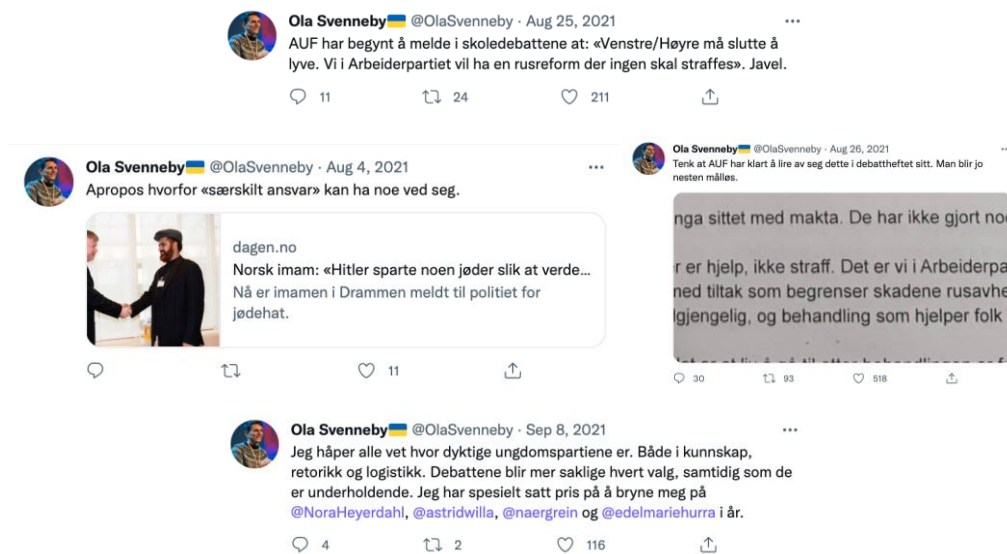 Ola Svenneby🇺🇦 @OlaSvenneby · Aug 25, 2021
AUF har begynt å melde i skoledebattene at: «Venstre/Høyre må slutte å
lyve. Vi i Arbeiderpartiet vil ha en rusreform der ingen skal straffes». Javel.
11 24 211
Ola Svenneby🇺🇦 @OlaSvenneby · Aug 4, 2021
Apropos hvorfor «særskilt ansvar» kan ha noe ved seg.
dagen.no
Norsk imam: «Hitler sparte noen jøder slik at verde...
Nå er imamen i Drammen meldt til politiet for
jødehat.
11
Ola Svenneby🇺🇦 @OlaSvenneby · Aug 26, 2021
Tenk at AUF har klart å lire av seg dette i debattheftet sitt. Man blir jo
nesten målløs.
nga sittet med makta. De har ikke gjort noe
r er hjelp, ikke straff. Det er vi i Arbeiderpa
ned tiltak som begrenser skadene rusavhe
lgjengelig, og behandling som hjelper folk
30 93 518
Ola Svenneby🇺🇦 @OlaSvenneby · Sep 8, 2021
Jeg håper alle vet hvor dyktige ungdomspartiene er. Både i kunnskap,
retorikk og logistikk. Debattene blir mer saklige hvert valg, samtidig som de
er underholdende. Jeg har spesielt satt pris på å bryne meg på
@NoraHeyerdahl, @astridwilla, @naergrein og @edelmariehurra i år.
4 2 116